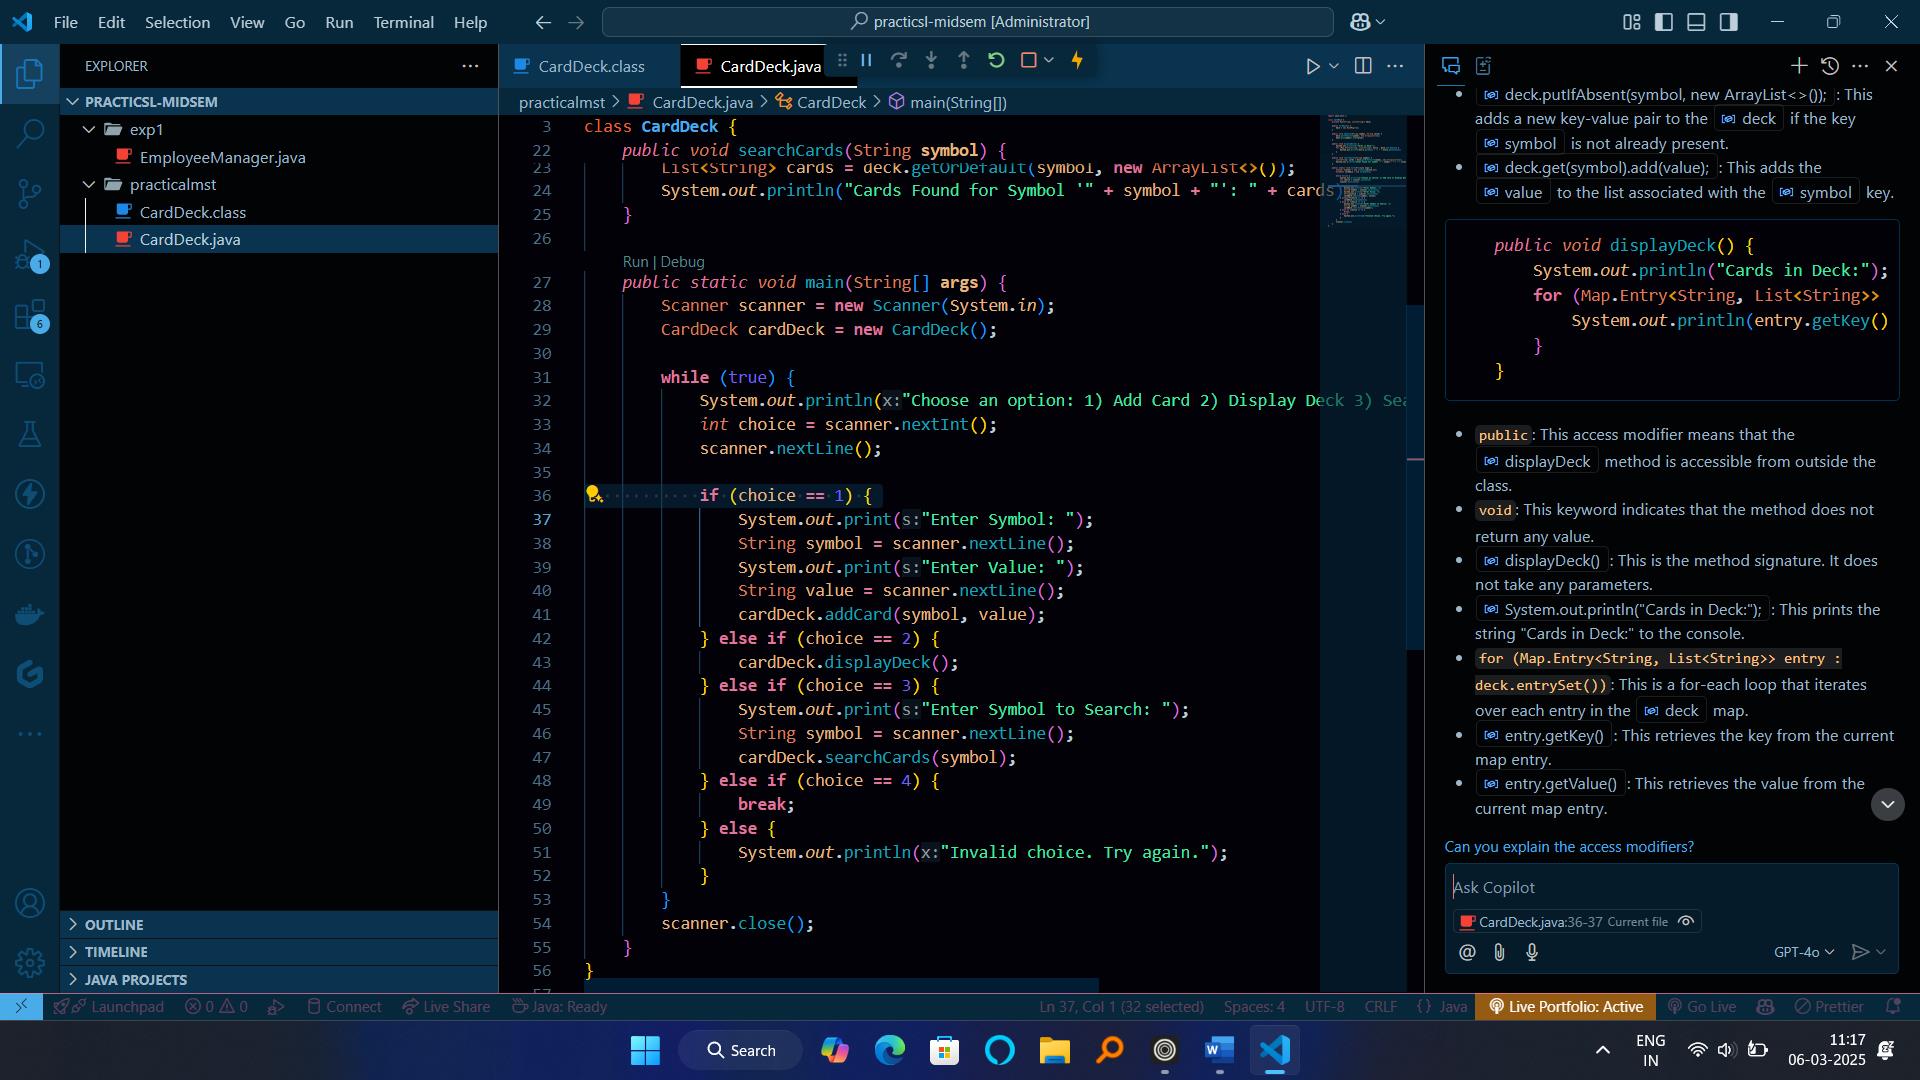 File Edit Selection View Go Run Terminal Help
practicsl-midsem [Administrator]
EXPLORER
PRACTICSL-MIDSEM
exp1
EmployeeManager.java
practicalmst
CardDeck.class
CardDeck.java
OUTLINE
TIMELINE
JAVA PROJECTS
1
6
CardDeck.class
CardDeck.java
practicalmst > CardDeck.java > CardDeck > main(String[])
3 class CardDeck {
22 public void searchCards(String symbol) {
23 List<String> cards = deck.getOrDefault(symbol, new ArrayList<>());
24 System.out.println("Cards Found for Symbol '" + symbol + "': " + cards)
25 }
26
Run | Debug
27 public static void main(String[] args) {
28 Scanner scanner = new Scanner(System.in);
29 CardDeck cardDeck = new CardDeck();
30
31 while (true) {
32 System.out.println(x:"Choose an option: 1) Add Card 2) Display Deck 3) Sea
33 int choice = scanner.nextInt();
34 scanner.nextLine();
35
36 if (choice == 1) {
37 System.out.print(s:"Enter Symbol: ");
38 String symbol = scanner.nextLine();
39 System.out.print(s:"Enter Value: ");
40 String value = scanner.nextLine();
41 cardDeck.addCard(symbol, value);
42 } else if (choice == 2) {
43 cardDeck.displayDeck();
44 } else if (choice == 3) {
45 System.out.print(s:"Enter Symbol to Search: ");
46 String symbol = scanner.nextLine();
47 cardDeck.searchCards(symbol);
48 } else if (choice == 4) {
49 break;
50 } else {
51 System.out.println(x:"Invalid choice. Try again.");
52 }
53 }
54 scanner.close();
55 }
56 }
57
deck.putIfAbsent(symbol, new ArrayList<>()); : This
adds a new key-value pair to the deck if the key
symbol is not already present.
deck.get(symbol).add(value); : This adds the
value to the list associated with the symbol key.
public void displayDeck() {
System.out.println("Cards in Deck:");
for (Map.Entry<String, List<String>>
System.out.println(entry.getKey()
}
}
public: This access modifier means that the
displayDeck method is accessible from outside the
class.
void: This keyword indicates that the method does not
return any value.
displayDeck() : This is the method signature. It does
not take any parameters.
System.out.println("Cards in Deck:"); : This prints the
string "Cards in Deck:" to the console.
for (Map.Entry<String, List<String>> entry :
deck.entrySet()): This is a for-each loop that iterates
over each entry in the deck map.
entry.getKey() : This retrieves the key from the current
map entry.
entry.getValue() : This retrieves the value from the
current map entry.
Can you explain the access modifiers?
Ask Copilot
CardDeck.java:36-37 Current file
GPT-4o
Launchpad 0 0 Connect Live Share Java: Ready
Ln 37, Col 1 (32 selected) Spaces: 4 UTF-8 CRLF {} Java Live Portfolio: Active Go Live Prettier
Search
ENG
IN
11:17
06-03-2025